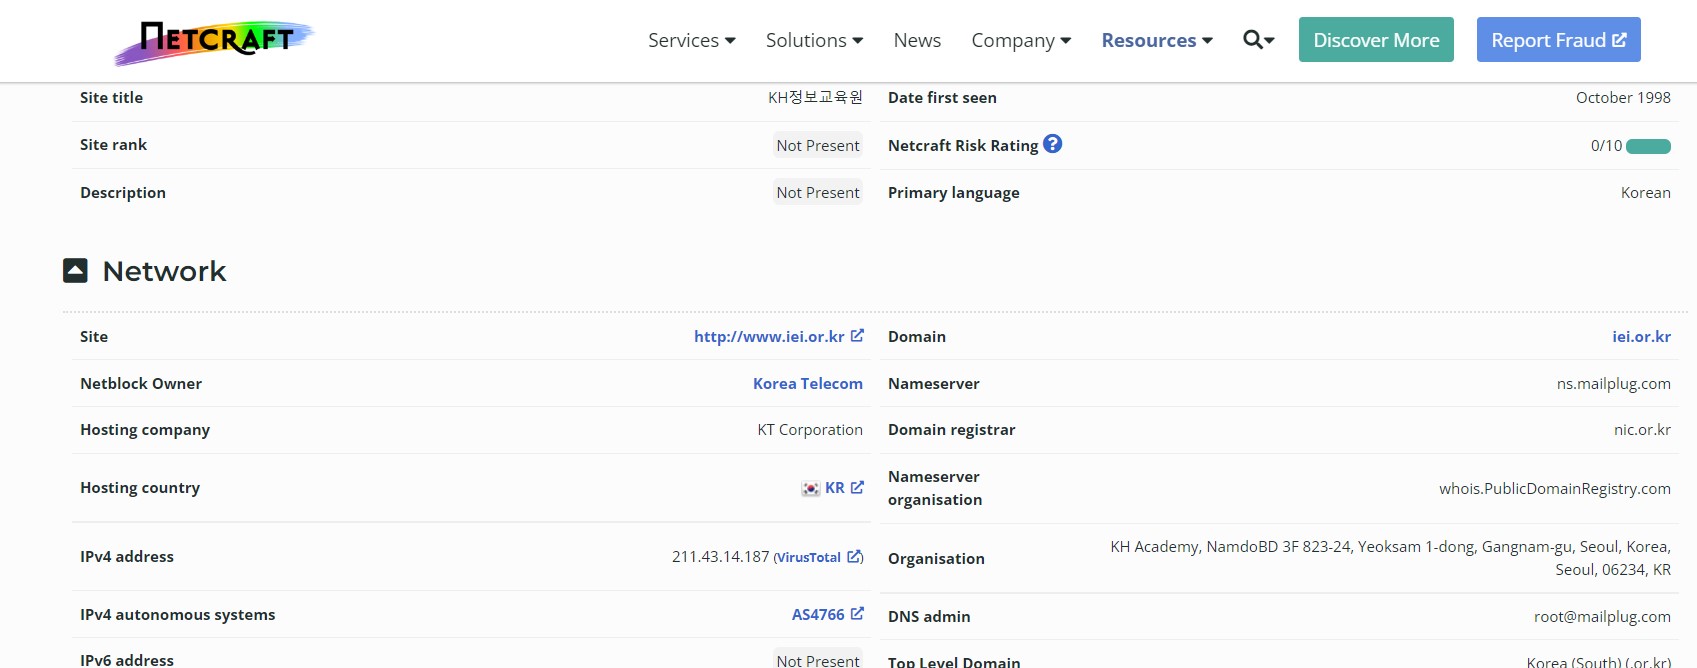 NETCRAFT
Services Solutions News Company Resources Discover More Report Fraud
Site title KH정보교육원 Date first seen October 1998
Site rank Not Present Netcraft Risk Rating ? 0/10
Description Not Present Primary language Korean
Network
Site http://www.iei.or.kr Domain iei.or.kr
Netblock Owner Korea Telecom Nameserver ns.mailplug.com
Hosting company KT Corporation Domain registrar nic.or.kr
Hosting country KR
Nameserver
organisation
whois.PublicDomainRegistry.com
IPv4 address 211.43.14.187 (VirusTotal)
Organisation
KH Academy, NamdoBD 3F 823-24, Yeoksam 1-dong, Gangnam-gu, Seoul, Korea,
Seoul, 06234, KR
IPv4 autonomous systems AS4766 DNS admin root@mailplug.com
IPv6 address Not Present Top Level Domain Korea (South) (.or.kr)